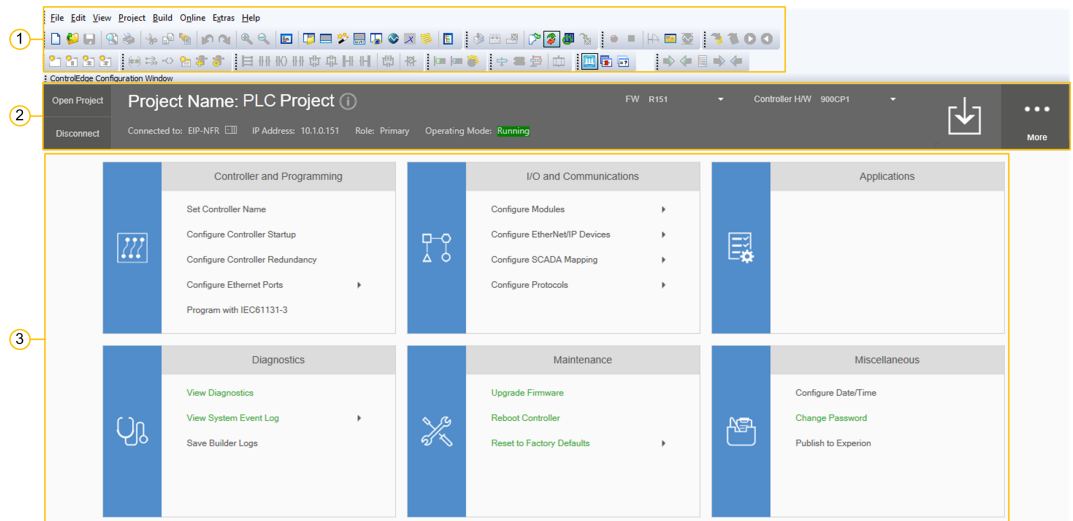 File Edit View Project Build Online Extras Help
1
ControlEdge Configuration Window
2
Open Project
Project Name: PLC Project
FW R151
Controller H/W 900CP1
Disconnect
Connected to: EIP-NFR IP Address: 10.1.0.151 Role: Primary Operating Mode: Running
More
3
Controller and Programming
Set Controller Name
Configure Controller Startup
Configure Controller Redundancy
Configure Ethernet Ports
Program with IEC61131-3
I/O and Communications
Configure Modules
Configure EtherNet/IP Devices
Configure SCADA Mapping
Configure Protocols
Applications
Diagnostics
View Diagnostics
View System Event Log
Save Builder Logs
Maintenance
Upgrade Firmware
Reboot Controller
Reset to Factory Defaults
Miscellaneous
Configure Date/Time
Change Password
Publish to Experion